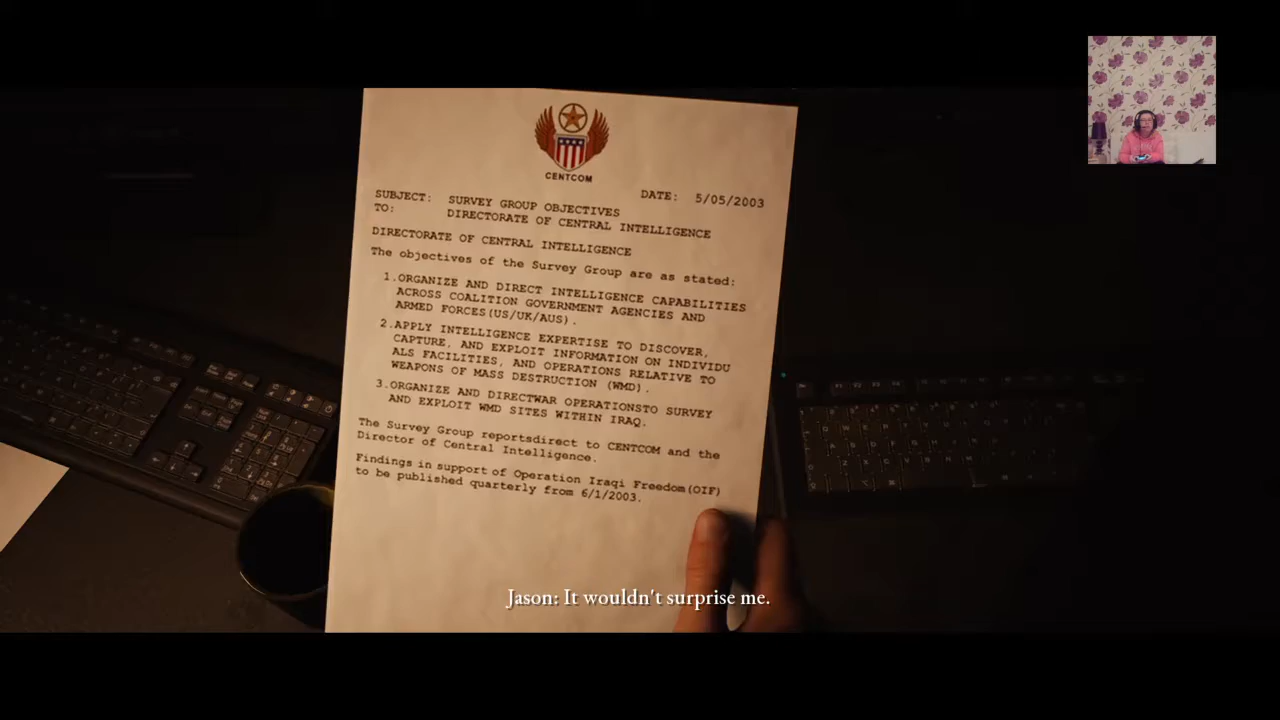 CENTCOM
DATE: 5/05/2003
SUBJECT: SURVEY GROUP OBJECTIVES
TO: DIRECTORATE OF CENTRAL INTELLIGENCE
DIRECTORATE OF CENTRAL INTELLIGENCE
The objectives of the Survey Group are as stated:
1.ORGANIZE AND DIRECT INTELLIGENCE CAPABILITIES
ACROSS COALITION GOVERNMENT AGENCIES AND
ARMED FORCES(US/UK/AUS).
2.APPLY INTELLIGENCE EXPERTISE TO DISCOVER,
CAPTURE, AND EXPLOIT INFORMATION ON INDIVIDU
ALS FACILITIES, AND OPERATIONS RELATIVE TO
WEAPONS OF MASS DESTRUCTION (WMD).
3.ORGANIZE AND DIRECTWAR OPERATIONSTO SURVEY
AND EXPLOIT WMD SITES WITHIN IRAQ.
The Survey Group reportsdirect to CENTCOM and the
Director of Central Intelligence.
Findings in support of Operation Iraqi Freedom(OIF)
to be published quarterly from 6/1/2003.
Jason: It wouldn't surprise me.